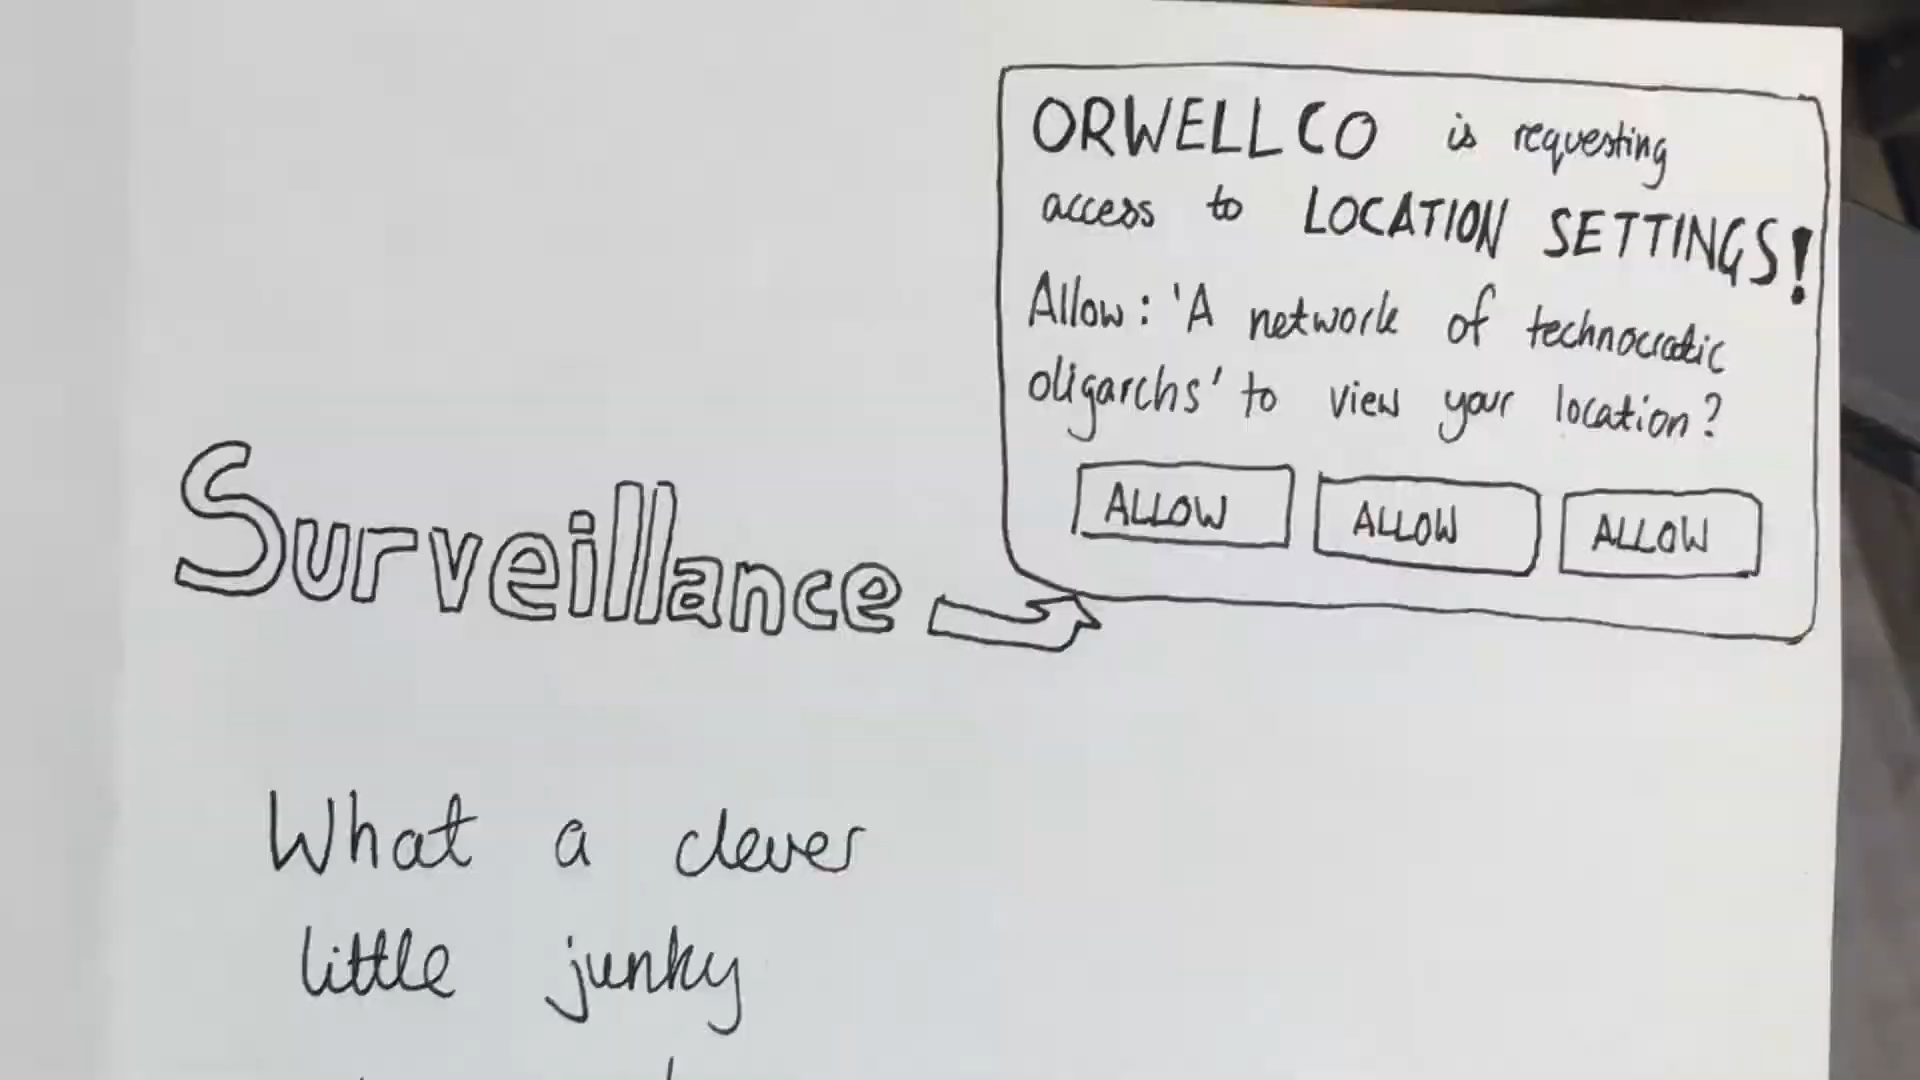 ORWELLCO is requesting
access to LOCATION SETTINGS!
Allow: 'A network of technocratic
oligarchs' to view your location?
ALLOW ALLOW ALLOW
Surveillance
What a clever
little junky